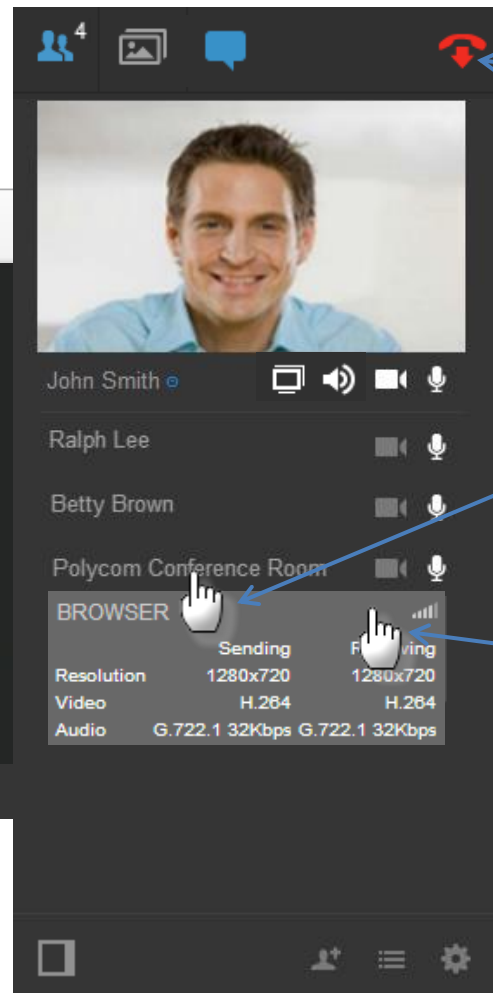 4
John Smith
Ralph Lee
Betty Brown
Polycom Conference Room
BROWSER
Sending
Resolution 1280x720 1280x720
Video H.264 H.264
Audio G.722.1 32Kbps G.722.1 32Kbps